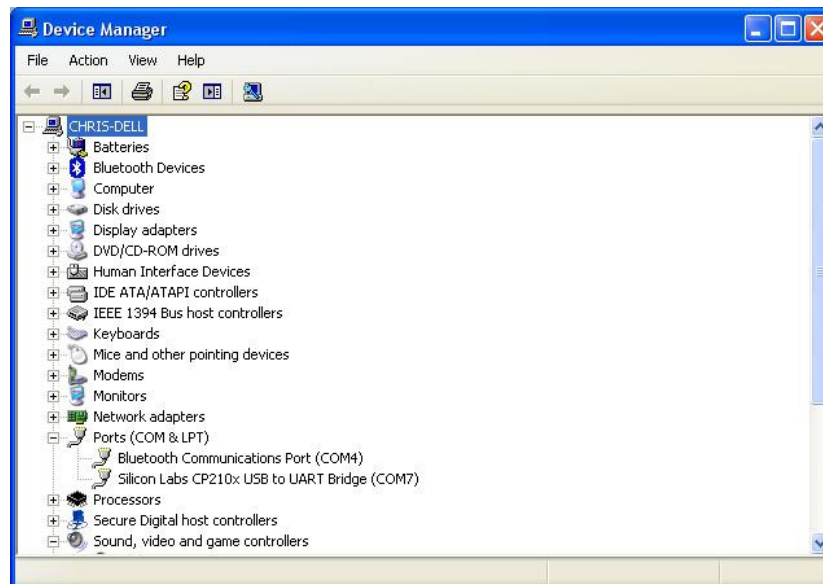 Device Manager
File Action View Help
CHRIS-DELL
Batteries
Bluetooth Devices
Computer
Disk drives
Display adapters
DVD/CD-ROM drives
Human Interface Devices
IDE ATA/ATAPI controllers
IEEE 1394 Bus host controllers
Keyboards
Mice and other pointing devices
Modems
Monitors
Network adapters
Ports (COM & LPT)
Bluetooth Communications Port (COM4)
Silicon Labs CP210x USB to UART Bridge (COM7)
Processors
Secure Digital host controllers
Sound, video and game controllers